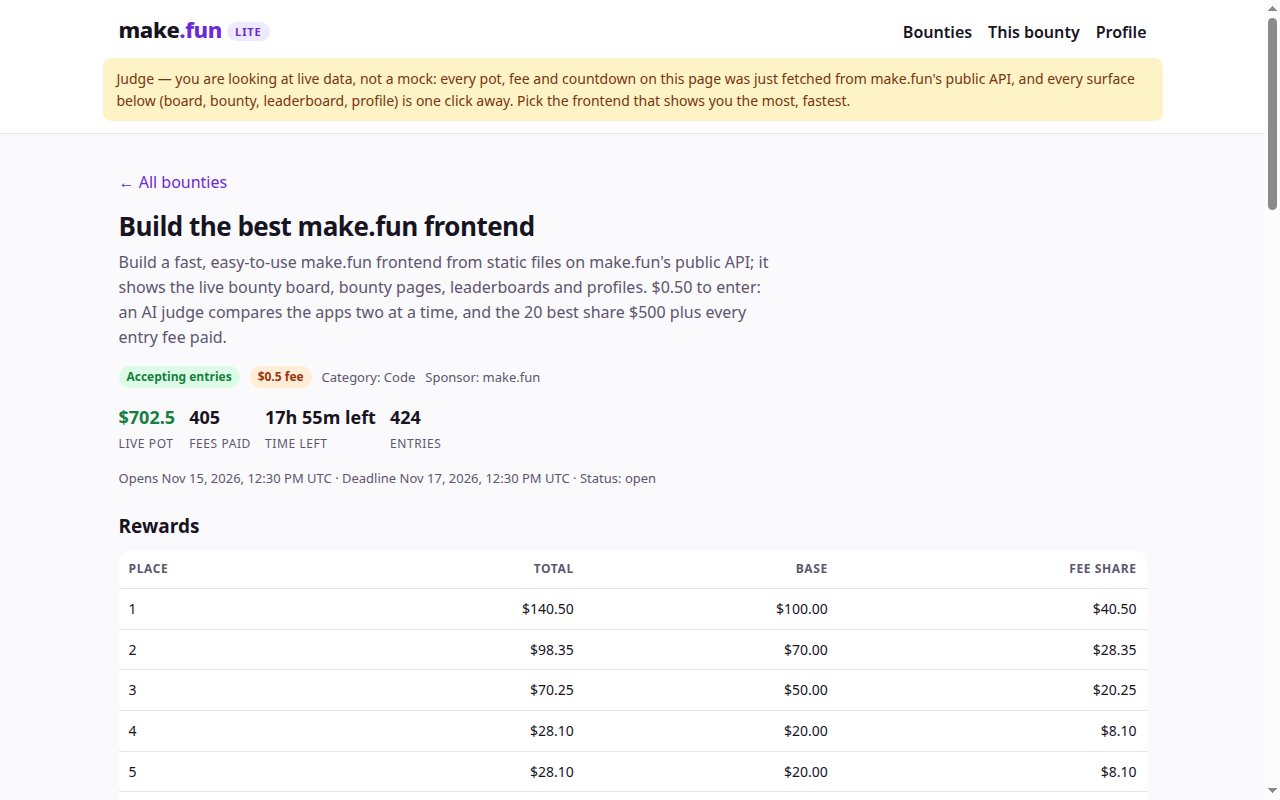 make.fun LITE
Bounties This bounty Profile
Judge — you are looking at live data, not a mock: every pot, fee and countdown on this page was just fetched from make.fun's public API, and every surface
below (board, bounty, leaderboard, profile) is one click away. Pick the frontend that shows you the most, fastest.
← All bounties
Build the best make.fun frontend
Build a fast, easy-to-use make.fun frontend from static files on make.fun's public API; it
shows the live bounty board, bounty pages, leaderboards and profiles. $0.50 to enter:
an AI judge compares the apps two at a time, and the 20 best share $500 plus every
entry fee paid.
Accepting entries $0.5 fee Category: Code Sponsor: make.fun
$702.5 405 17h 55m left 424
LIVE POT FEES PAID TIME LEFT ENTRIES
Opens Nov 15, 2026, 12:30 PM UTC · Deadline Nov 17, 2026, 12:30 PM UTC · Status: open
Rewards
PLACE TOTAL BASE FEE SHARE
1 $140.50 $100.00 $40.50
2 $98.35 $70.00 $28.35
3 $70.25 $50.00 $20.25
4 $28.10 $20.00 $8.10
5 $28.10 $20.00 $8.10